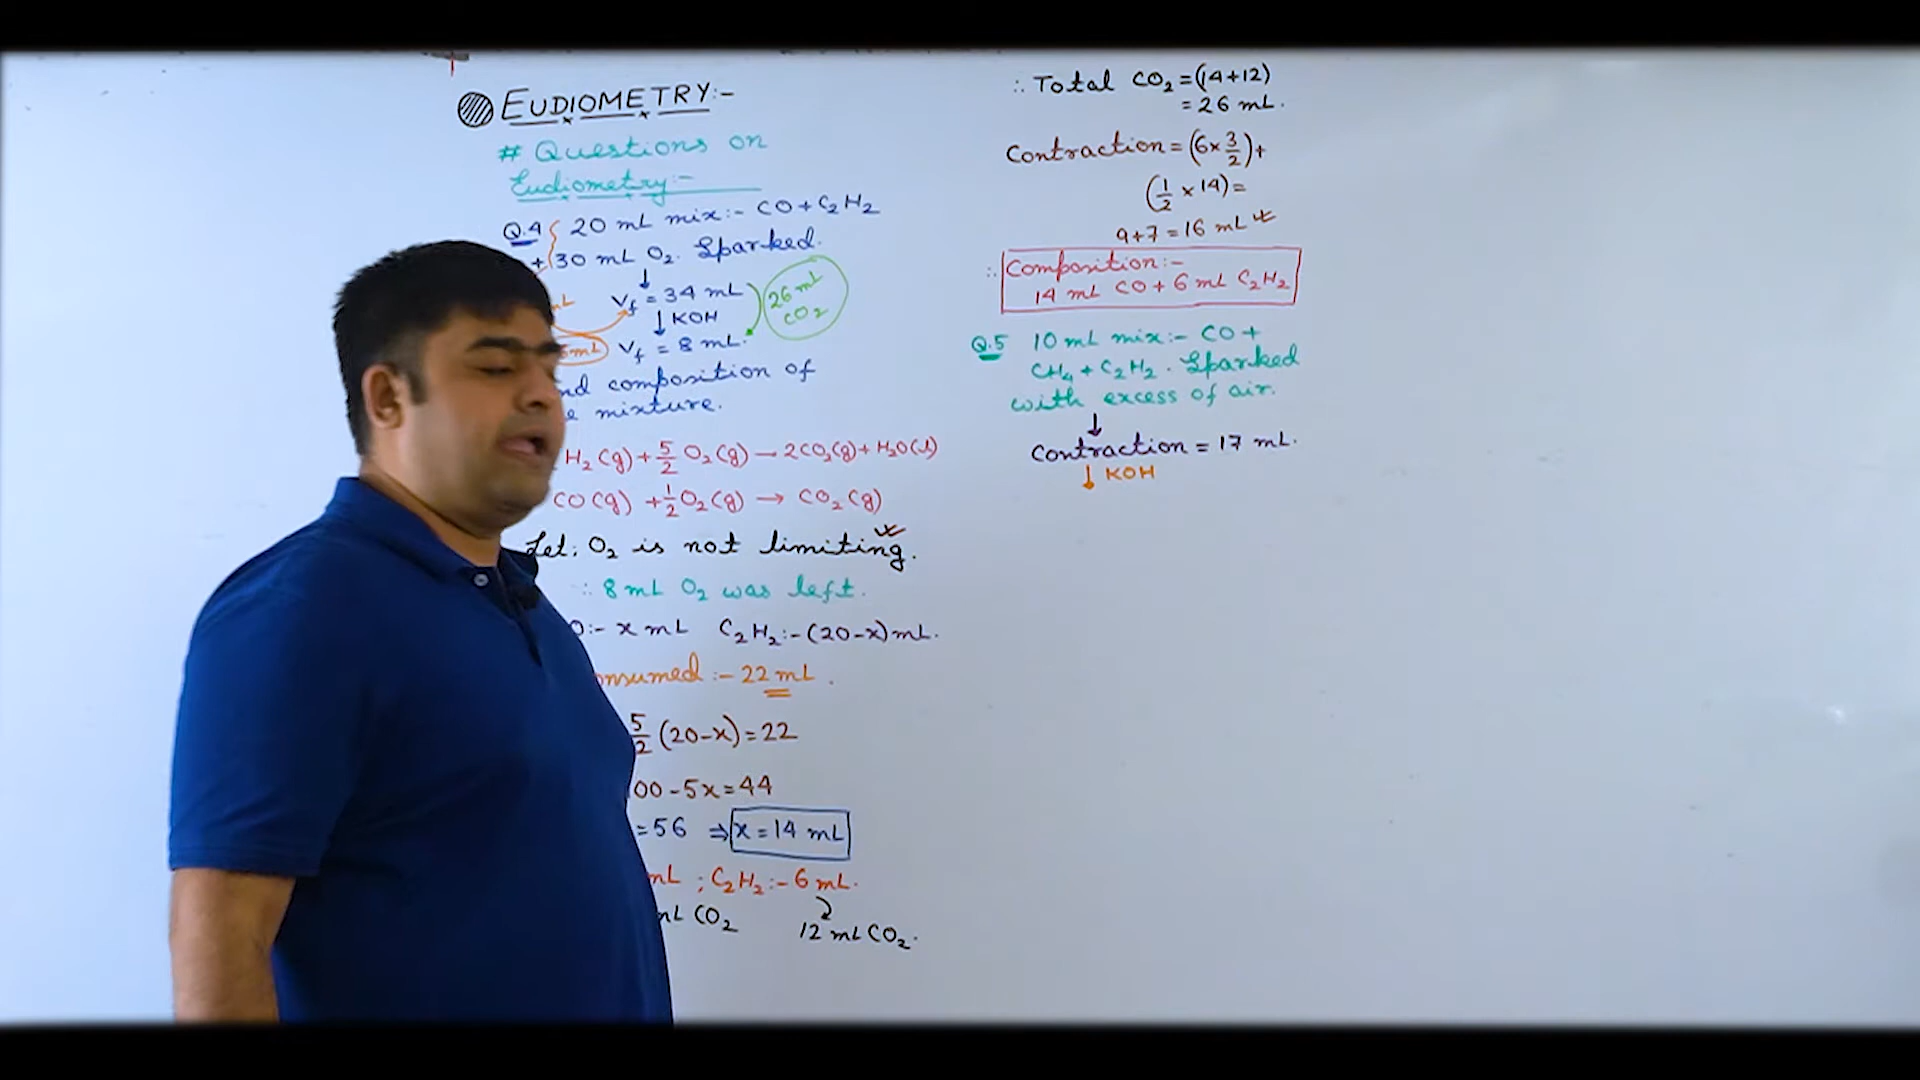 EUDIOMETRY:-
# Questions on
Eudiometry:-
Q.4 20 mL mix:- CO + C₂H₂
+ 30 mL O₂. Sparked.
↓
V_f = 34 mL
26 mL CO₂
↓ KOH
V_f = 8 mL.
composition of
mixture.
H₂(g) + 5/2 O₂(g) → 2CO₂(g) + H₂O(l)
CO(g) + 1/2 O₂(g) → CO₂(g)
Let; O₂ is not limiting.
∴ 8 mL O₂ was left.
:- x mL C₂H₂:- (20-x) mL.
:- 22 mL.
5/2 (20-x) = 22
00 - 5x = 44
= 56 ⇒ x = 14 mL
mL ; C₂H₂:- 6 mL.
mL CO₂ 12 mL CO₂.
∴ Total CO₂ = (14+12)
= 26 mL.
Contraction = (6 × 3/2) +
(1/2 × 14) =
9 + 7 = 16 mL
∴ Composition:-
14 mL CO + 6 mL C₂H₂
Q.5 10 mL mix:- CO +
CH₄ + C₂H₂. Sparked
with excess of air.
↓
Contraction = 17 mL.
↓ KOH